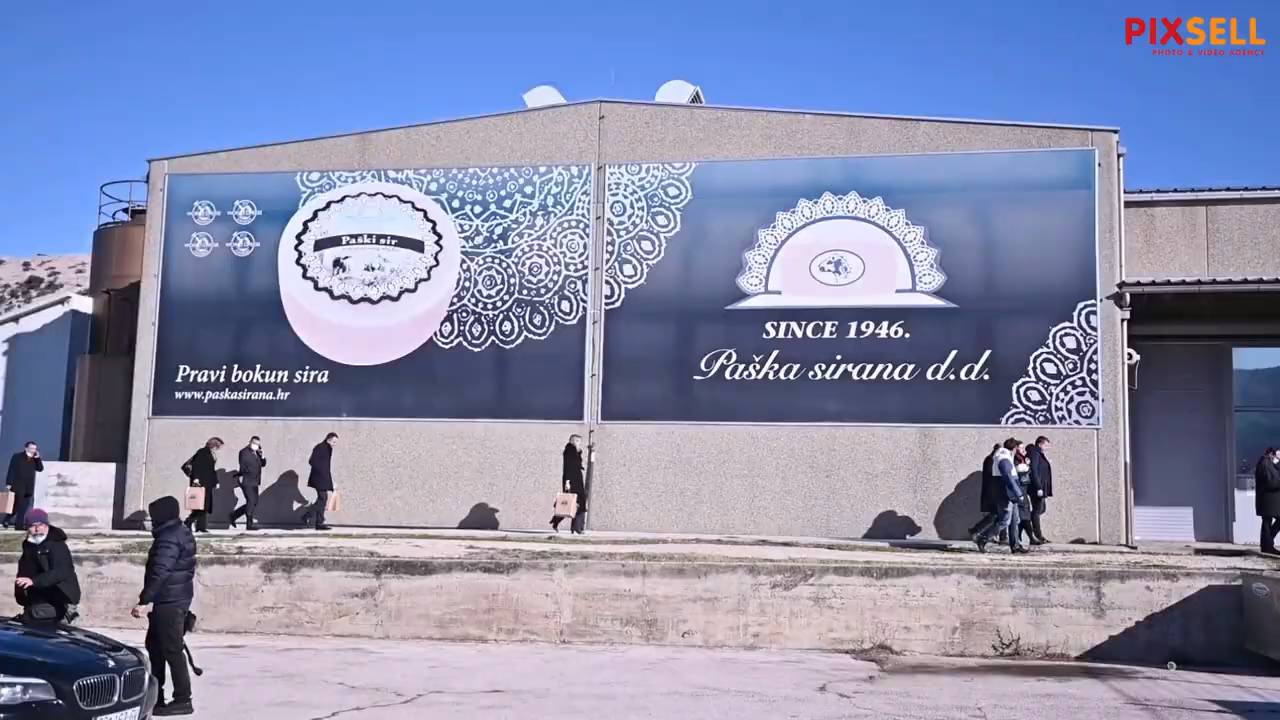 PIXSELL
PHOTO & VIDEO AGENCY
Paški sir
Pravi bokun sira
www.paskasirana.hr
SINCE 1946.
Paška sirana d.d.